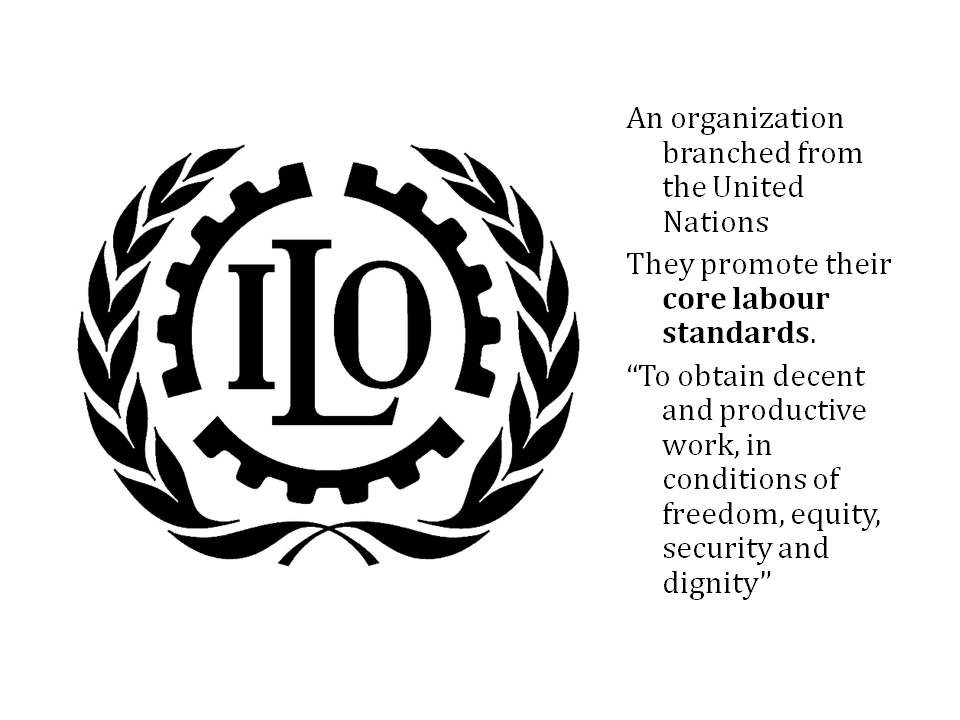 ILO
An organization
branched from
the United
Nations
They promote their
core labour
standards.
“To obtain decent
and productive
work, in
conditions of
freedom, equity,
security and
dignity”